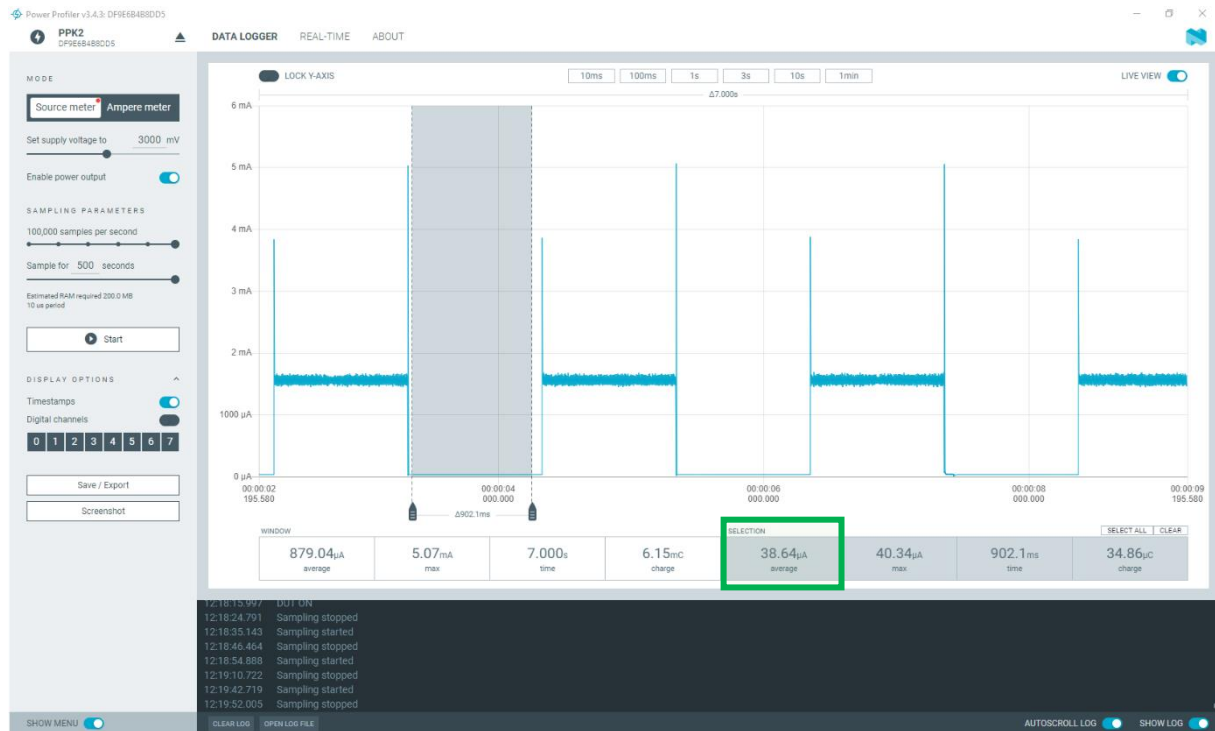 Power Profiler v3.4.3: DF9E6B4B8DD5
PPK2
DF9E6B4B8DD5
DATA LOGGER REAL-TIME ABOUT
MODE
Source meter Ampere meter
Set supply voltage to 3000 mV
Enable power output
SAMPLING PARAMETERS
100,000 samples per second
Sample for 500 seconds
Estimated RAM required 200.0 MB
10 us period
Start
DISPLAY OPTIONS
Timestamps
Digital channels
0 1 2 3 4 5 6 7
Save / Export
Screenshot
SHOW MENU
LOCK Y-AXIS 10ms 100ms 1s 3s 10s 1min LIVE VIEW
Δ7.000s
6 mA
5 mA
4 mA
3 mA
2 mA
1000 µA
0 µA
00:00:02 00:00:04 00:00:06 00:00:08 00:00:09
195.580 000.000 000.000 000.000 195.580
Δ902.1ms
WINDOW SELECTION SELECT ALL CLEAR
879.04µA 5.07mA 7.000s 6.15mC 38.64µA 40.34µA 902.1ms 34.86µC
average max time charge average max time charge
12:18:15.997 DUT ON
12:18:24.791 Sampling stopped
12:18:35.143 Sampling started
12:18:46.464 Sampling stopped
12:18:54.888 Sampling started
12:19:10.722 Sampling stopped
12:19:42.719 Sampling started
12:19:52.005 Sampling stopped
CLEAR LOG OPEN LOG FILE AUTOSCROLL LOG SHOW LOG